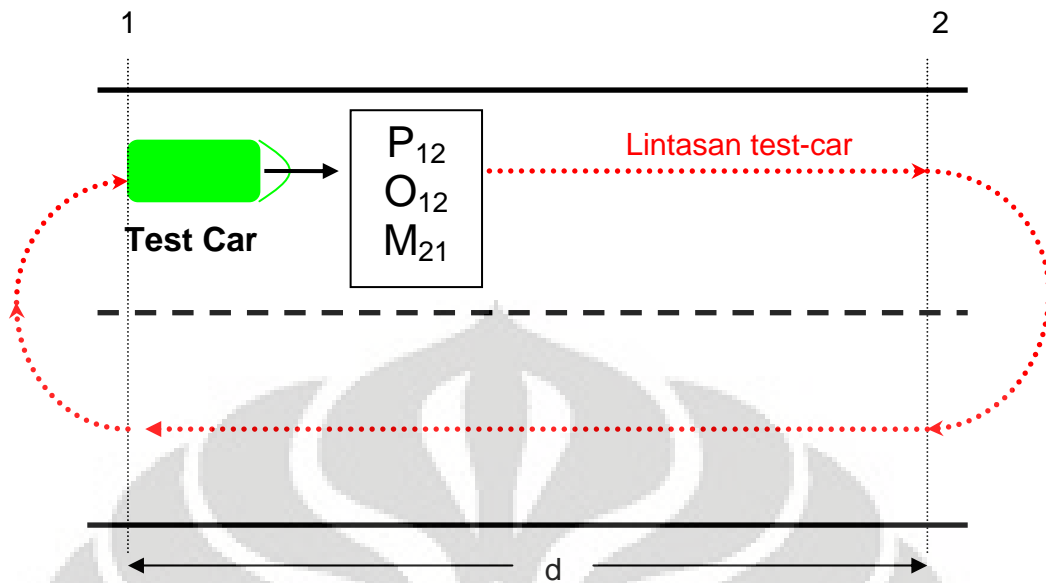 1
2
P₁₂
O₁₂
M₂₁
Lintasan test-car
Test Car
d